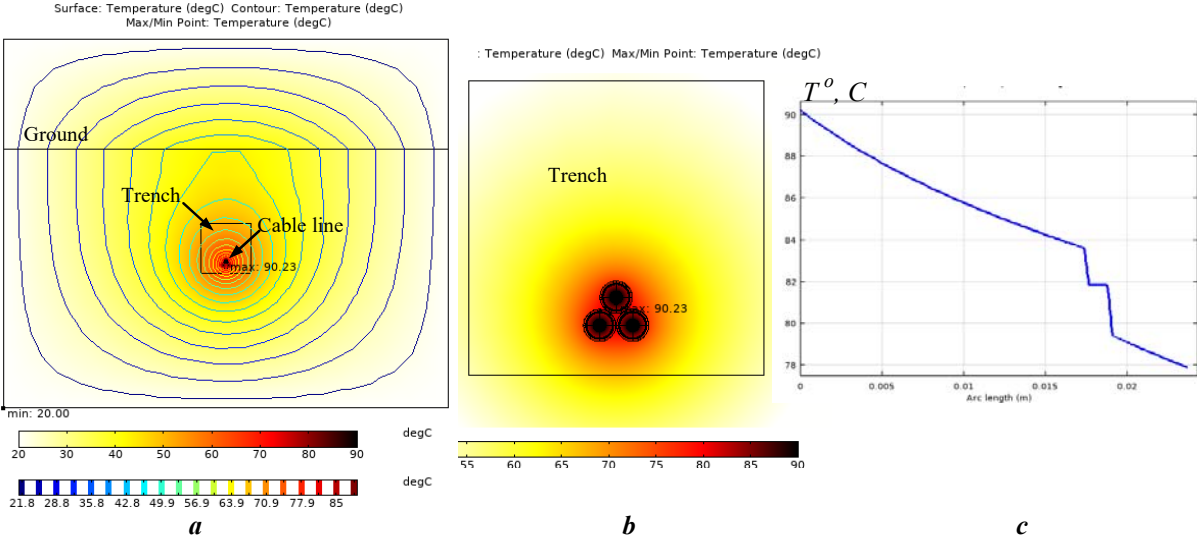 Surface: Temperature (degC) Contour: Temperature (degC)
Max/Min Point: Temperature (degC)
Ground
Trench
Cable line
max: 90.23
min: 20.00
degC
20 30 40 50 60 70 80 90
degC
21.8 28.8 35.8 42.8 49.9 56.9 63.9 70.9 77.9 85
a
: Temperature (degC) Max/Min Point: Temperature (degC)
Trench
90.23
55 60 65 70 75 80 85 90
b
T°, C
90
88
86
84
82
80
78
0 0.005 0.01 0.015 0.02
Arc length (m)
c